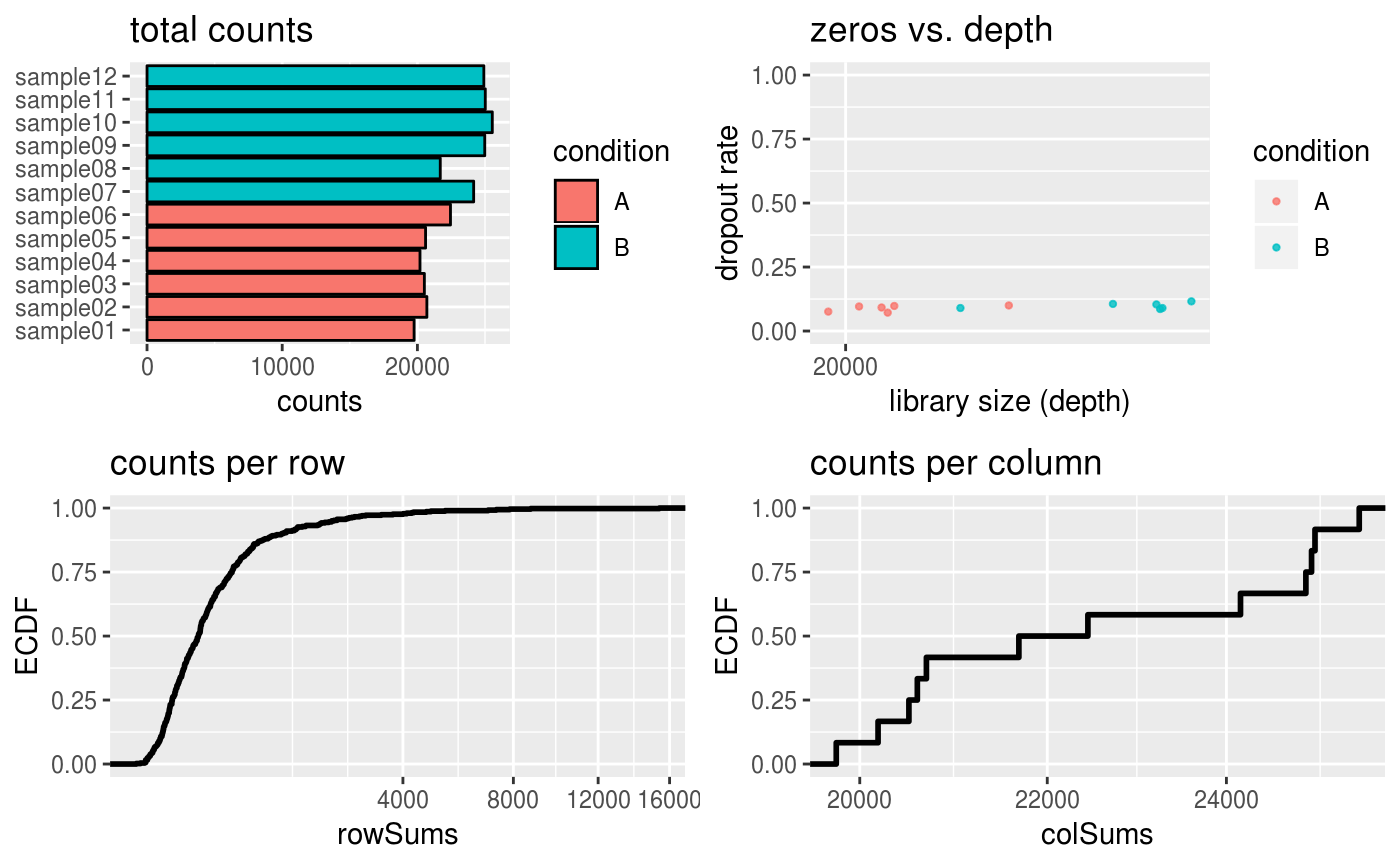 total counts
sample12
sample11
sample10
sample09
sample08
sample07
sample06
sample05
sample04
sample03
sample02
sample01
0 10000 20000
counts
condition
A
B
zeros vs. depth
1.00
0.75
0.50
0.25
0.00
dropout rate
20000
library size (depth)
condition
A
B
counts per row
1.00
0.75
0.50
0.25
0.00
ECDF
4000 8000 12000 16000
rowSums
counts per column
1.00
0.75
0.50
0.25
0.00
ECDF
20000 22000 24000
colSums